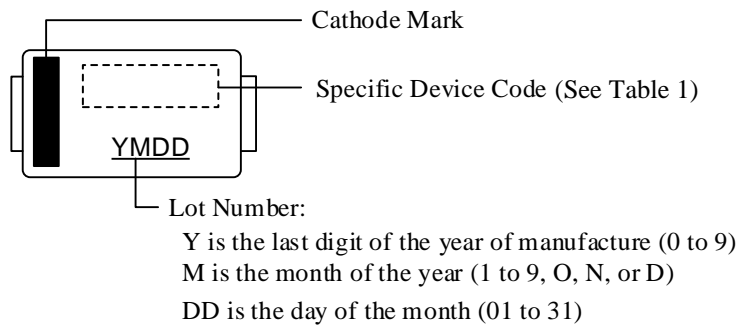 Cathode Mark
Specific Device Code (See Table 1)
YMDD
Lot Number:
Y is the last digit of the year of manufacture (0 to 9)
M is the month of the year (1 to 9, O, N, or D)
DD is the day of the month (01 to 31)